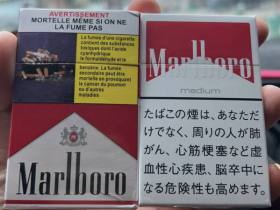 AVERTISSEMENT
MORTELLE MÊME SI ON NE
LA FUME PAS
La fumée d'une cigarette
contient des substances
toxiques dont l'acide
cyanhydrique
le formaldéhyde et le
benzène. La fumée
secondaire peut être
mortelle en provoquant
le cancer du poumon
ou d'autres
maladies
Marlboro
Marlboro
medium
たばこの煙は、あなただ
けでなく、周りの人が肺
がん、心筋梗塞など虚
血性心疾患、脳卒中に
なる危険性も高めます。